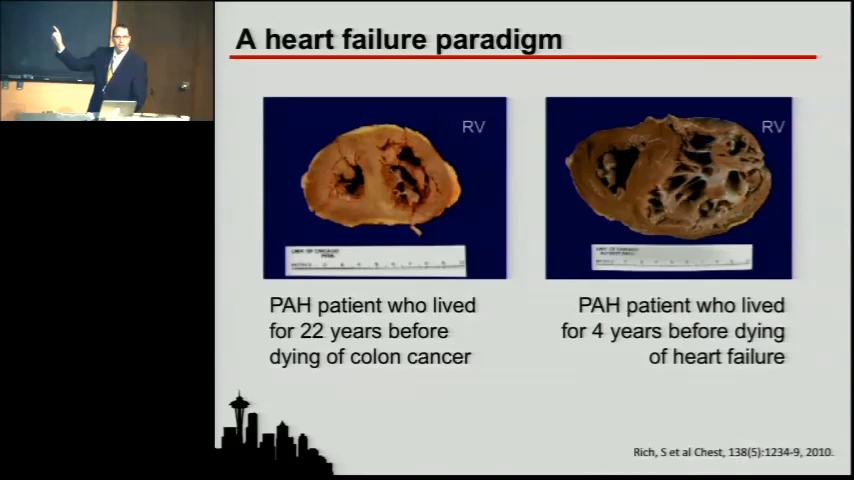 A heart failure paradigm
RV
RV
PAH patient who lived
for 22 years before
dying of colon cancer
PAH patient who lived
for 4 years before dying
of heart failure
Rich, S et al Chest, 138(5):1234-9, 2010.